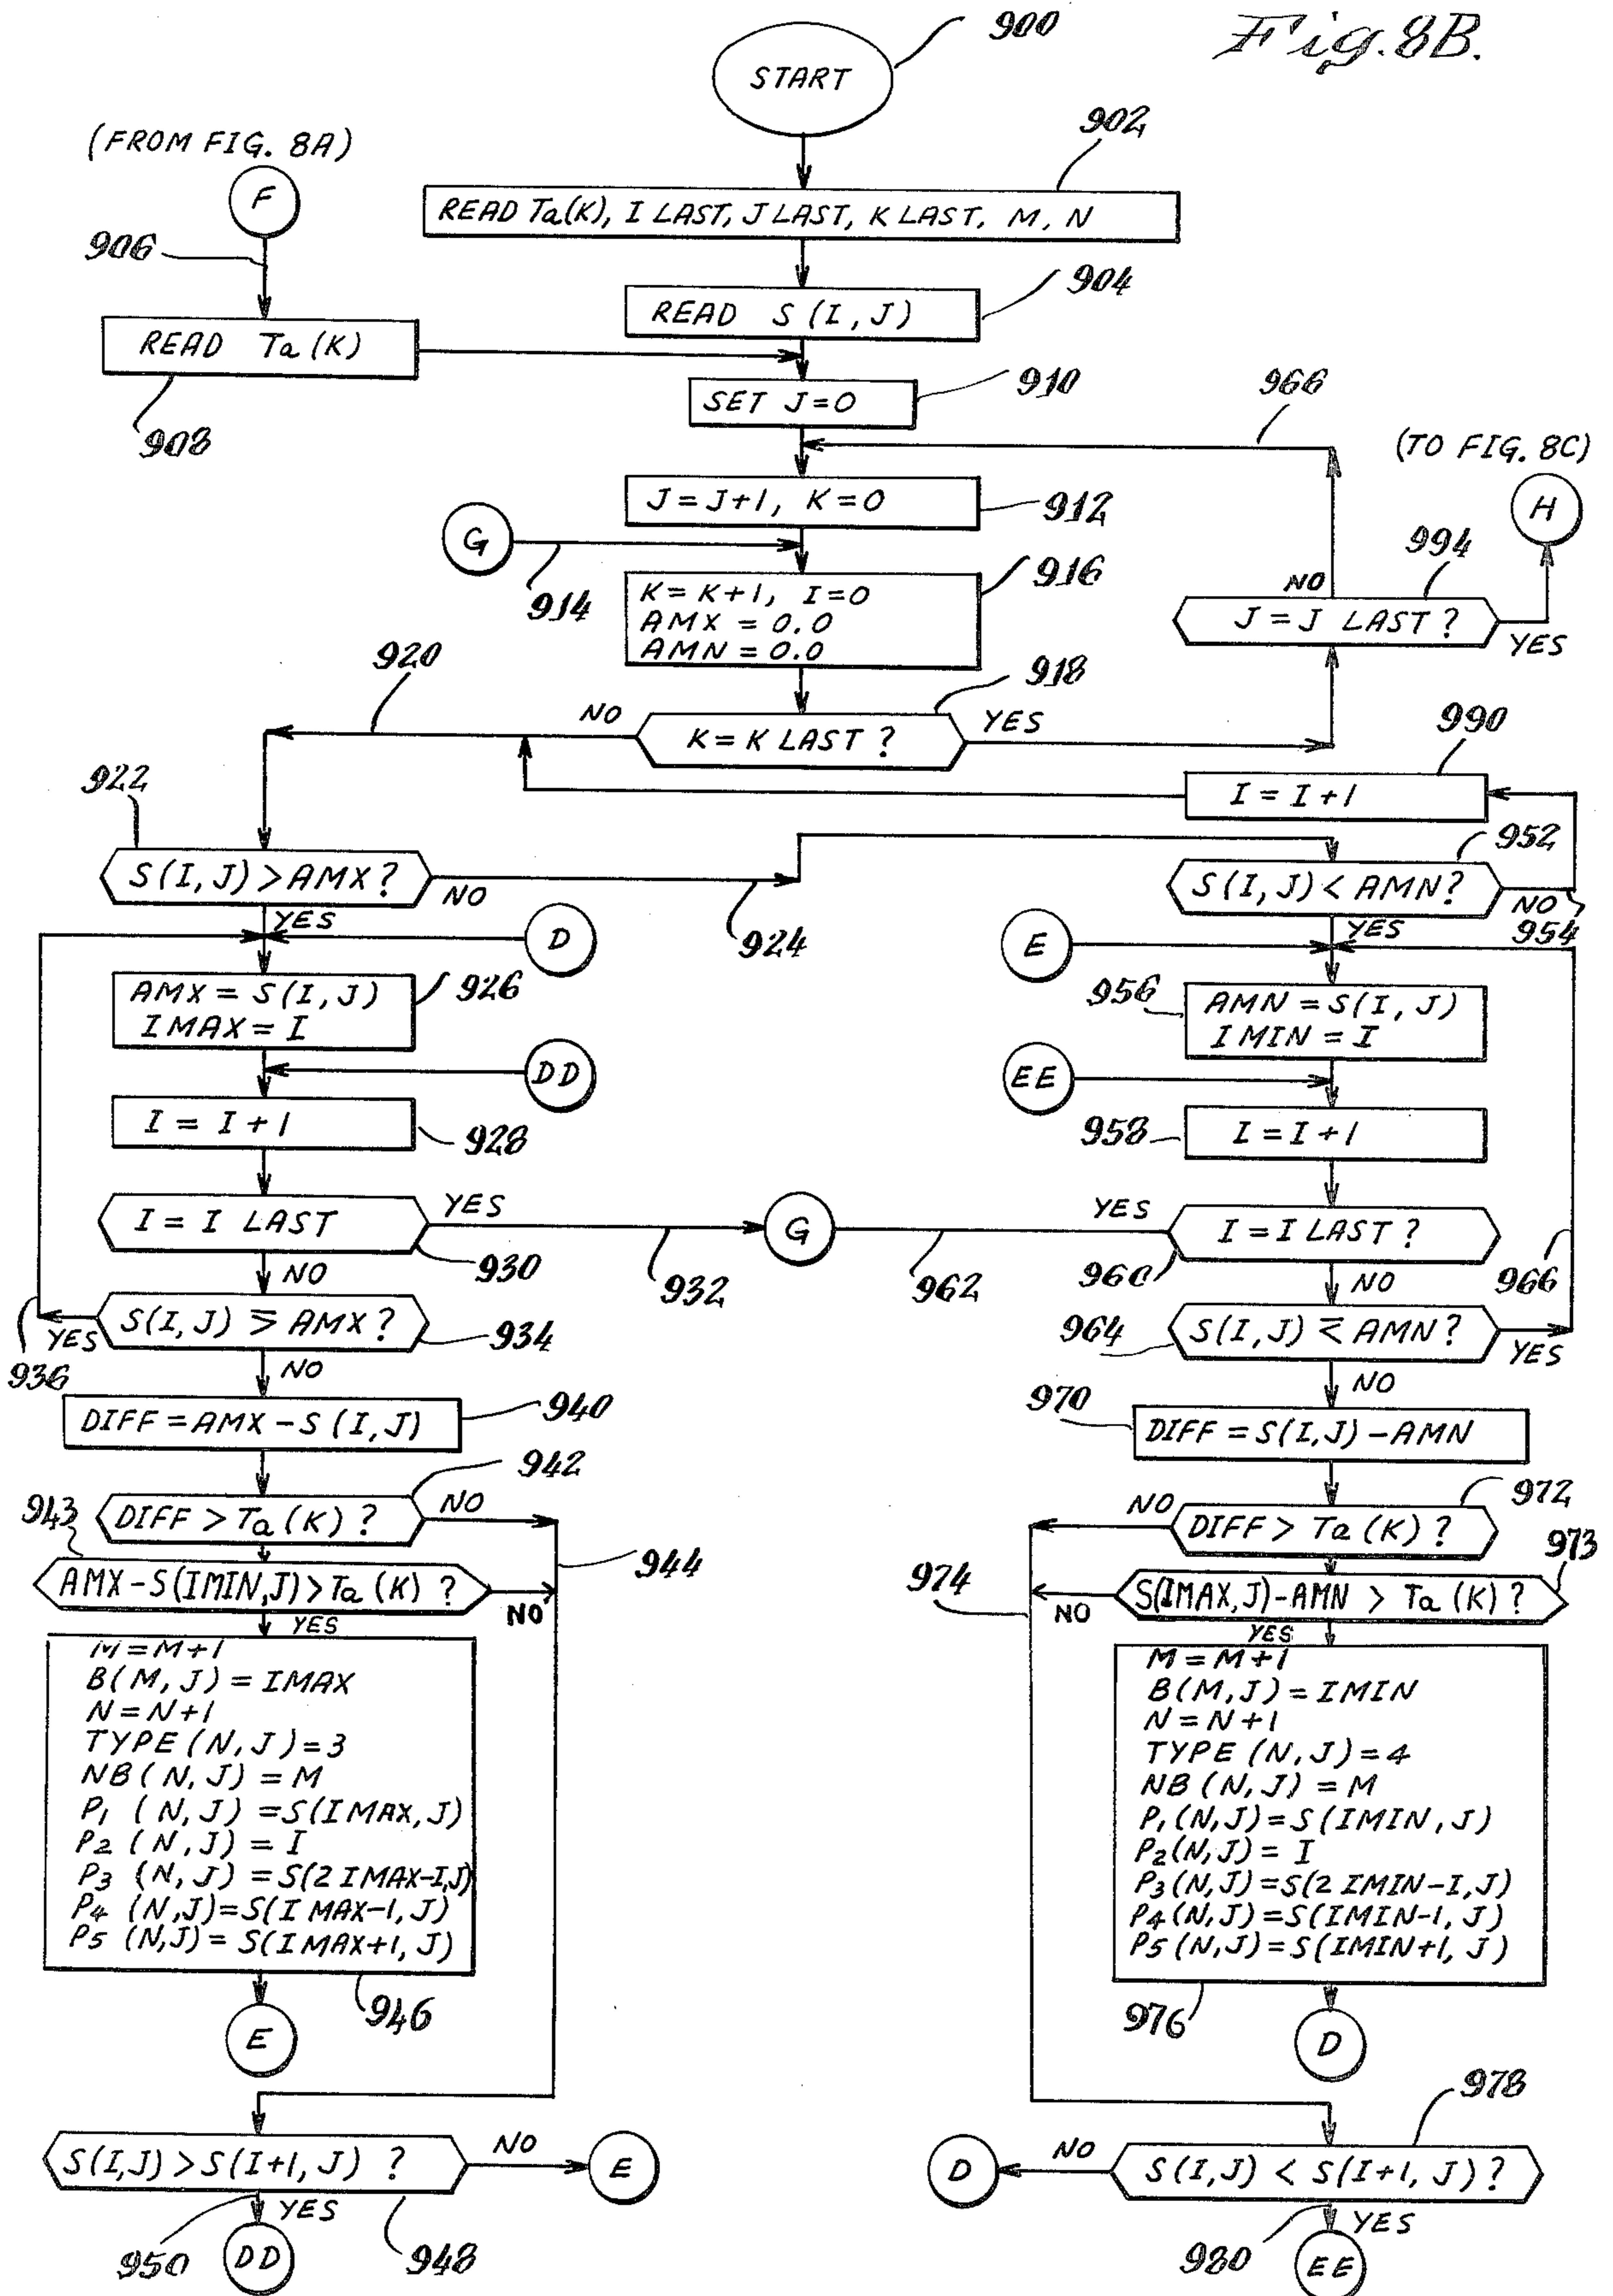 Fig. 8B.
900
START
(FROM FIG. 8A)
F
902
READ Ta(K), I LAST, J LAST, K LAST, M, N
906
904
READ S (I, J)
READ Ta (K)
908
910
SET J=0
966
(TO FIG. 8C)
H
J=J+1, K=0
912
G
914
916
K=K+1, I=0
AMX = 0.0
AMN = 0.0
994
NO
J=J LAST?
YES
920
918
NO
K=K LAST?
YES
990
I = I+1
922
S(I,J)>AMX?
NO
YES
924
952
S(I,J)<AMN?
NO
954
YES
D
E
926
AMX=S(I,J)
IMAX=I
956
AMN=S(I,J)
IMIN=I
DD
EE
I = I+1
928
958
I=I+1
I=I LAST
YES
930
932
G
962
YES
I=I LAST?
960
966
NO
NO
S(I,J)≥AMX?
934
YES
936
NO
964
S(I,J)≤AMN?
YES
NO
DIFF=AMX-S(I,J)
940
970
DIFF=S(I,J)-AMN
942
DIFF>Ta(K)?
NO
972
NO
DIFF>Ta(K)?
943
AMX-S(IMIN,J)>Ta(K)?
NO
944
YES
973
974
S(IMAX,J)-AMN > Ta(K)?
NO
YES
M=M+1
B(M,J)=IMAX
N=N+1
TYPE(N,J)=3
NB(N,J)=M
P1 (N,J)=S(IMAX,J)
P2 (N,J)=I
P3 (N,J)=S(2IMAX-I,J)
P4 (N,J)=S(IMAX-1,J)
P5 (N,J)=S(IMAX+1,J)
946
E
M=M+1
B(M,J)=IMIN
N=N+1
TYPE(N,J)=4
NB(N,J)=M
P1(N,J)=S(IMIN,J)
P2(N,J)=I
P3(N,J)=S(2IMIN-I,J)
P4(N,J)=S(IMIN-1,J)
P5(N,J)=S(IMIN+1,J)
976
D
S(I,J)>S(I+1,J)?
NO
E
950
YES
948
DD
978
D
NO
S(I,J)<S(I+1,J)?
980
YES
EE